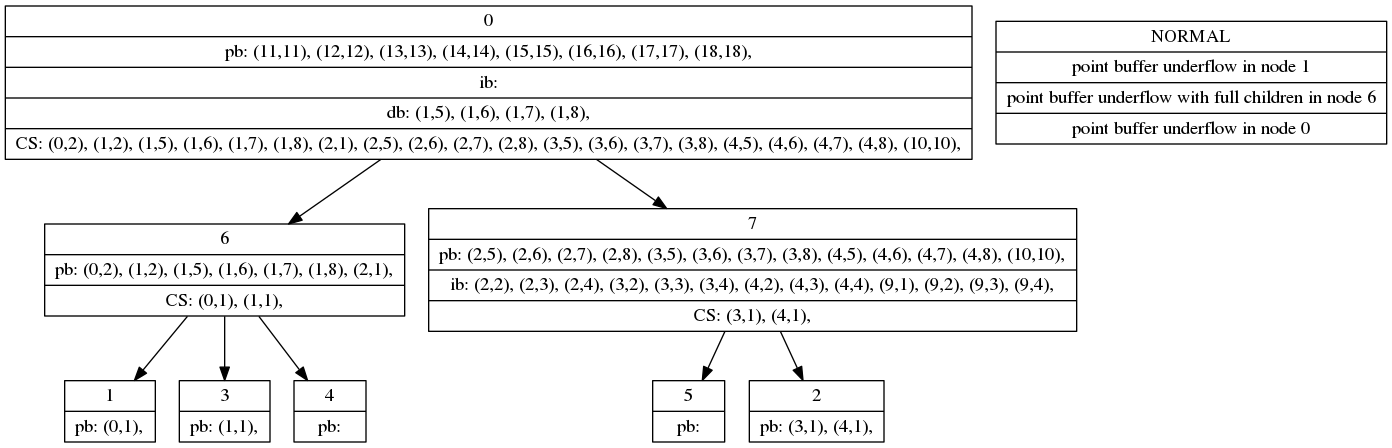 0
pb: (11,11), (12,12), (13,13), (14,14), (15,15), (16,16), (17,17), (18,18),
ib:
db: (1,5), (1,6), (1,7), (1,8),
CS: (0,2), (1,2), (1,5), (1,6), (1,7), (1,8), (2,1), (2,5), (2,6), (2,7), (2,8), (3,5), (3,6), (3,7), (3,8), (4,5), (4,6), (4,7), (4,8), (10,10),
NORMAL
point buffer underflow in node 1
point buffer underflow with full children in node 6
point buffer underflow in node 0
6
pb: (0,2), (1,2), (1,5), (1,6), (1,7), (1,8), (2,1),
CS: (0,1), (1,1),
7
pb: (2,5), (2,6), (2,7), (2,8), (3,5), (3,6), (3,7), (3,8), (4,5), (4,6), (4,7), (4,8), (10,10),
ib: (2,2), (2,3), (2,4), (3,2), (3,3), (3,4), (4,2), (4,3), (4,4), (9,1), (9,2), (9,3), (9,4),
CS: (3,1), (4,1),
1
pb: (0,1),
3
pb: (1,1),
4
pb:
5
pb:
2
pb: (3,1), (4,1),